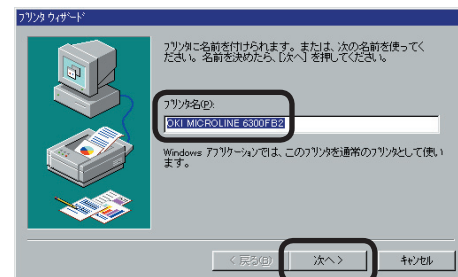 プリンタ ウィザード
プリンタに名前を付けられます。または、次の名前を使ってく
ださい。名前を決めたら、[次へ] を押してください。
プリンタ名(P):
OKI MICROLINE 6300FB2
Windows アプリケーションでは、このプリンタを通常のプリンタとして使い
ます。
< 戻る(B)
次へ >
キャンセル